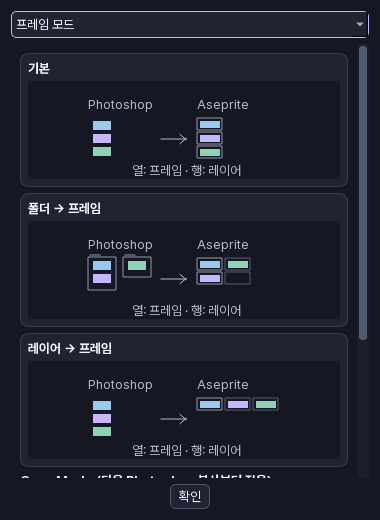 프레임 모드
기본
Photoshop Aseprite
열: 프레임 · 행: 레이어
폴더 → 프레임
Photoshop Aseprite
열: 프레임 · 행: 레이어
레이어 → 프레임
Photoshop Aseprite
열: 프레임 · 행: 레이어
확인